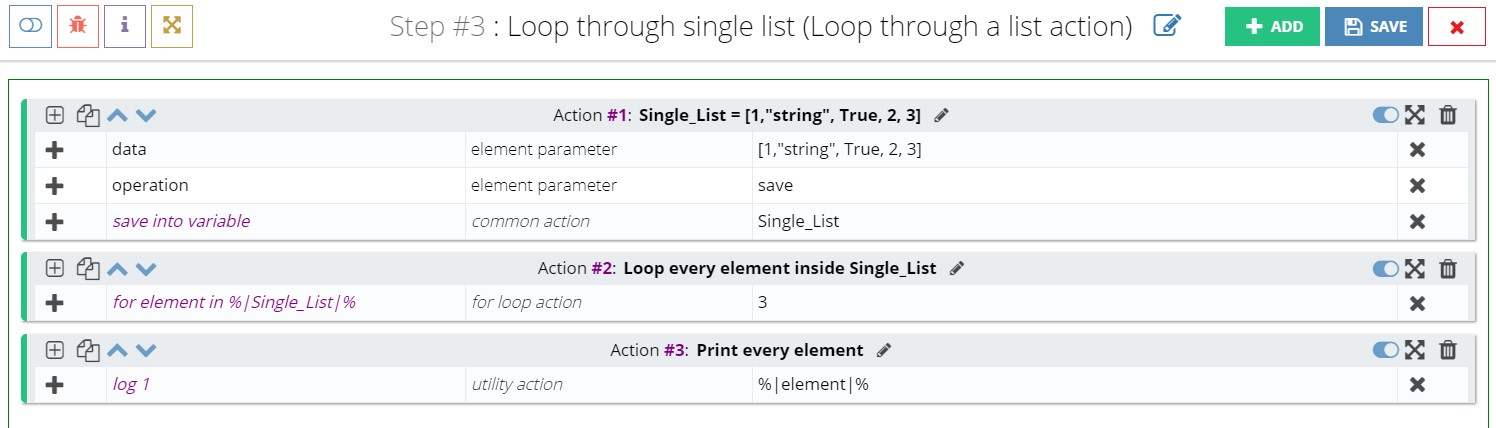 Step #3 : Loop through single list (Loop through a list action)
ADD
SAVE
Action #1: Single_List = [1,"string", True, 2, 3]
data element parameter [1,"string", True, 2, 3]
operation element parameter save
save into variable common action Single_List
Action #2: Loop every element inside Single_List
for element in %|Single_List|% for loop action 3
Action #3: Print every element
log 1 utility action %|element|%